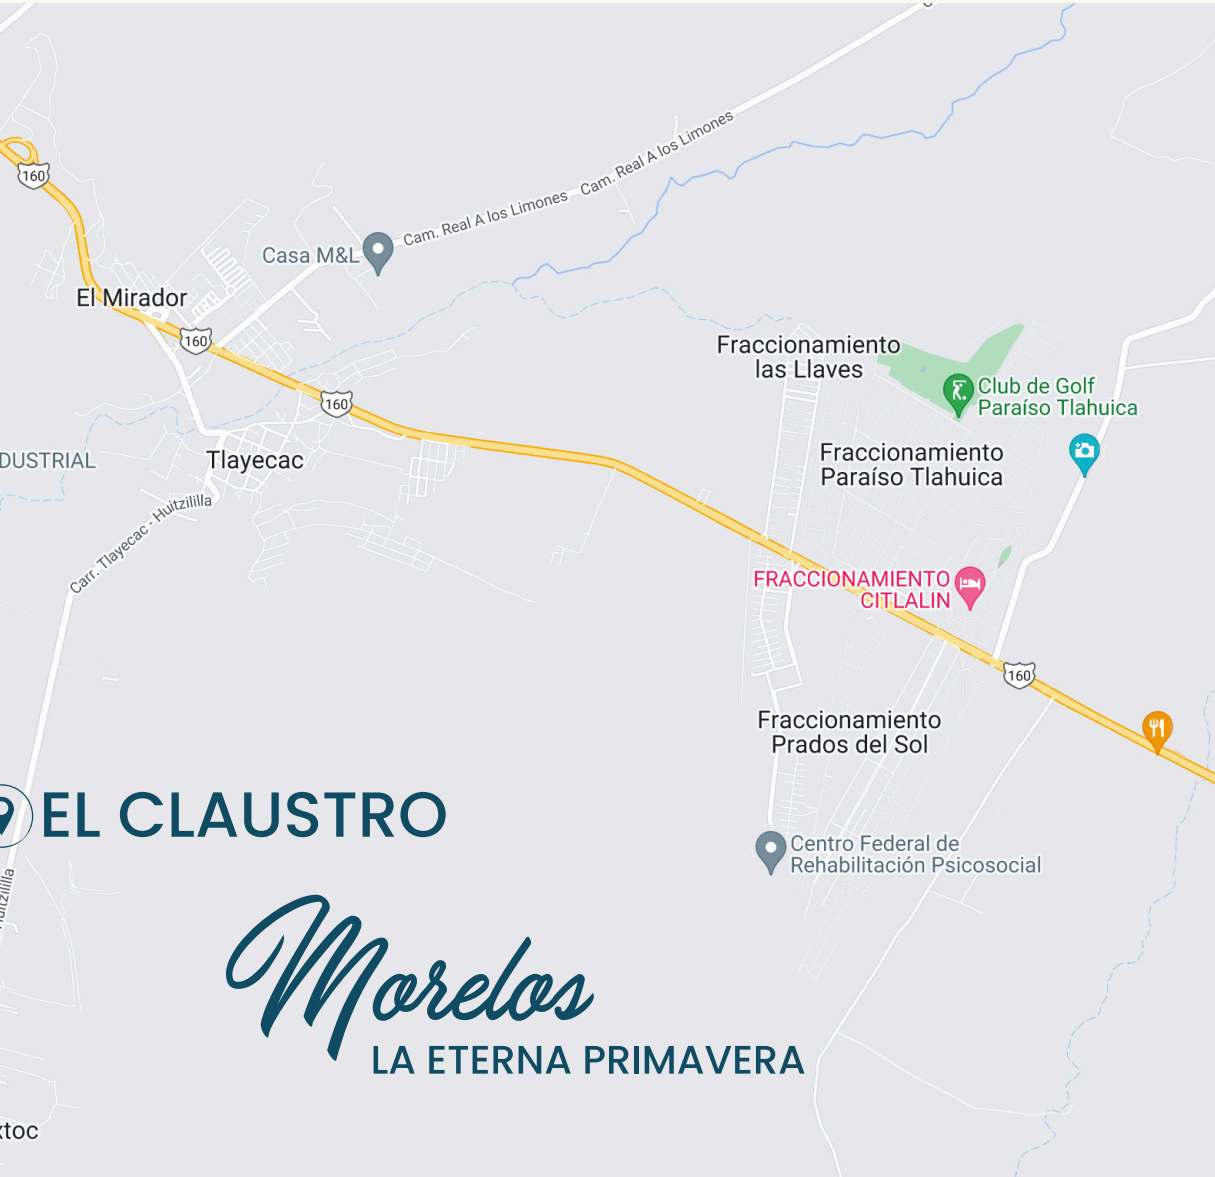 Cam. Real A los Limones
Cam. Real A los Limones
160
Casa M&L
El Mirador
160
Fraccionamiento
las Llaves
Club de Golf
Paraíso Tlahuica
160
Fraccionamiento
Paraíso Tlahuica
DUSTRIAL
Tlayecac
Carr. Tlayecac - Huitzililla
FRACCIONAMIENTO
CITLALIN
160
Fraccionamiento
Prados del Sol
EL CLAUSTRO
Centro Federal de
Rehabilitación Psicosocial
Morelos
LA ETERNA PRIMAVERA